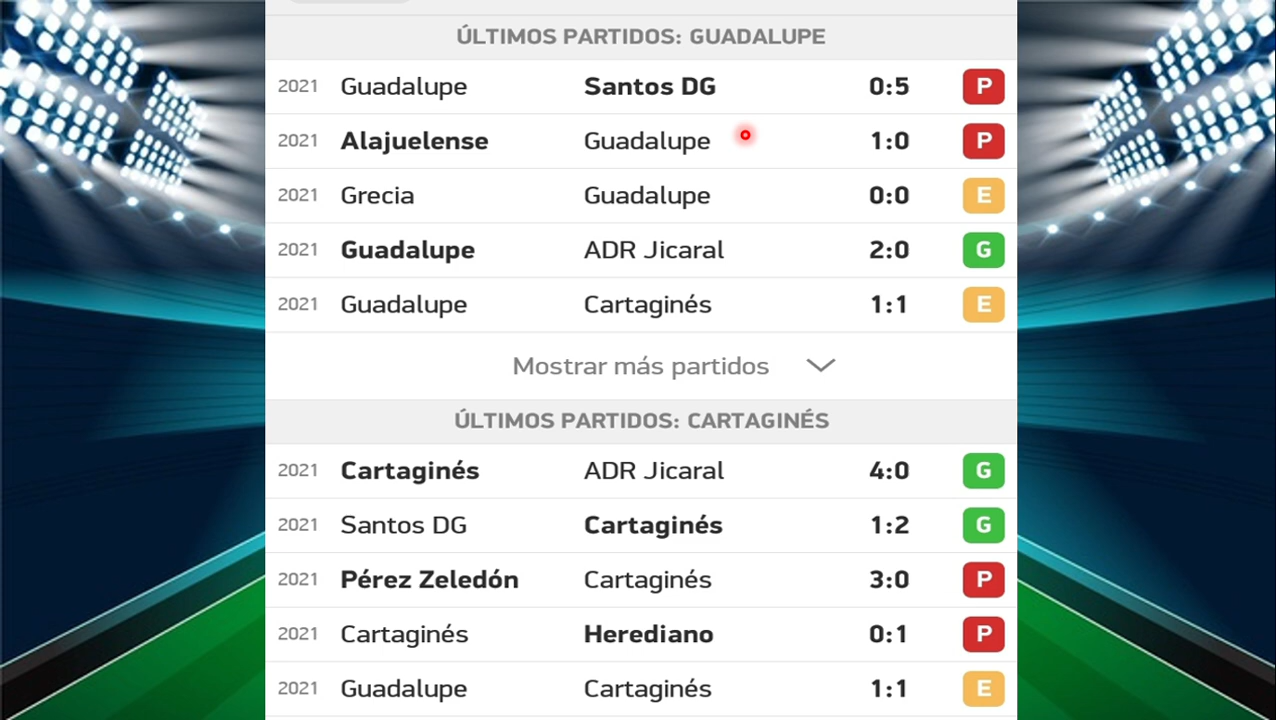 ÚLTIMOS PARTIDOS: GUADALUPE
2021 Guadalupe Santos DG 0:5 P
2021 Alajuelense Guadalupe 1:0 P
2021 Grecia Guadalupe 0:0 E
2021 Guadalupe ADR Jicaral 2:0 G
2021 Guadalupe Cartaginés 1:1 E
Mostrar más partidos
ÚLTIMOS PARTIDOS: CARTAGINÉS
2021 Cartaginés ADR Jicaral 4:0 G
2021 Santos DG Cartaginés 1:2 G
2021 Pérez Zeledón Cartaginés 3:0 P
2021 Cartaginés Herediano 0:1 P
2021 Guadalupe Cartaginés 1:1 E